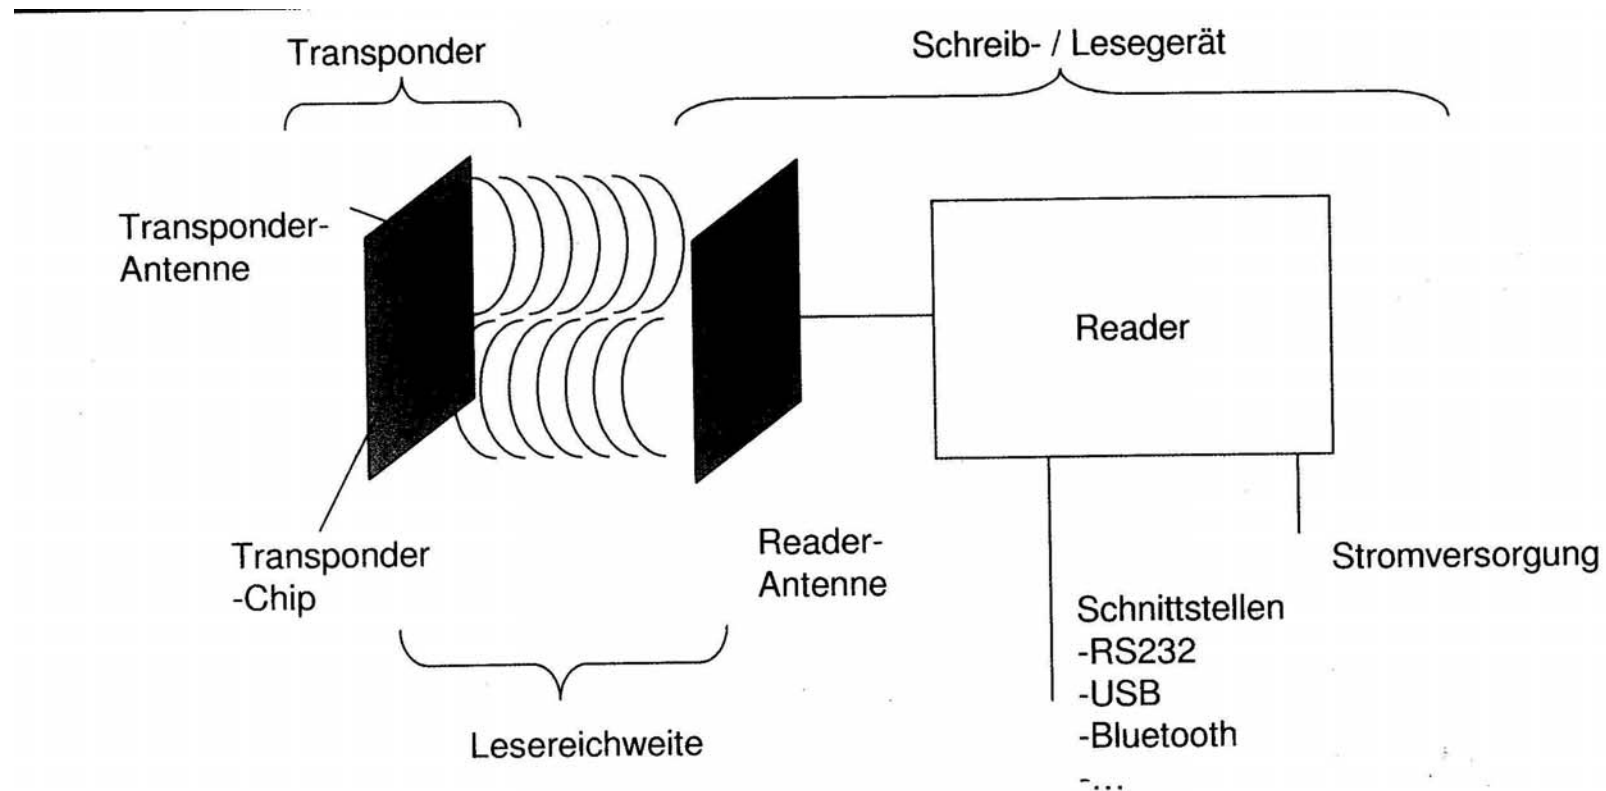 Transponder
Schreib- / Lesegerät
Transponder-
Antenne
Reader
Transponder
-Chip
Reader-
Antenne
Stromversorgung
Schnittstellen
-RS232
-USB
-Bluetooth
-...
Lesereichweite